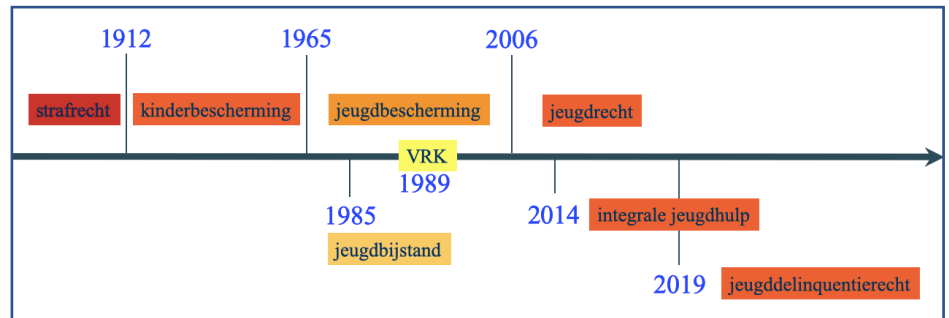 1912
1965
2006
strafrecht
kinderbescherming
jeugdbescherming
jeugdrecht
VRK
1989
1985
2014
integrale jeugdhulp
jeugdbijstand
2019
jeugddelinquentierecht